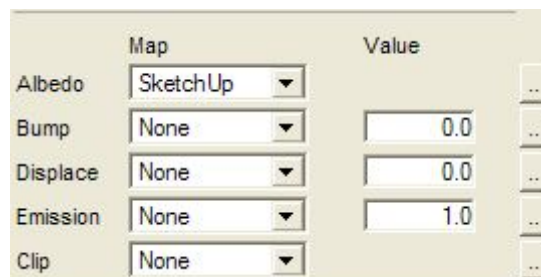 Map Value
Albedo SketchUp ..
Bump None 0.0 ..
Displace None 0.0 ..
Emission None 1.0 ..
Clip None ..